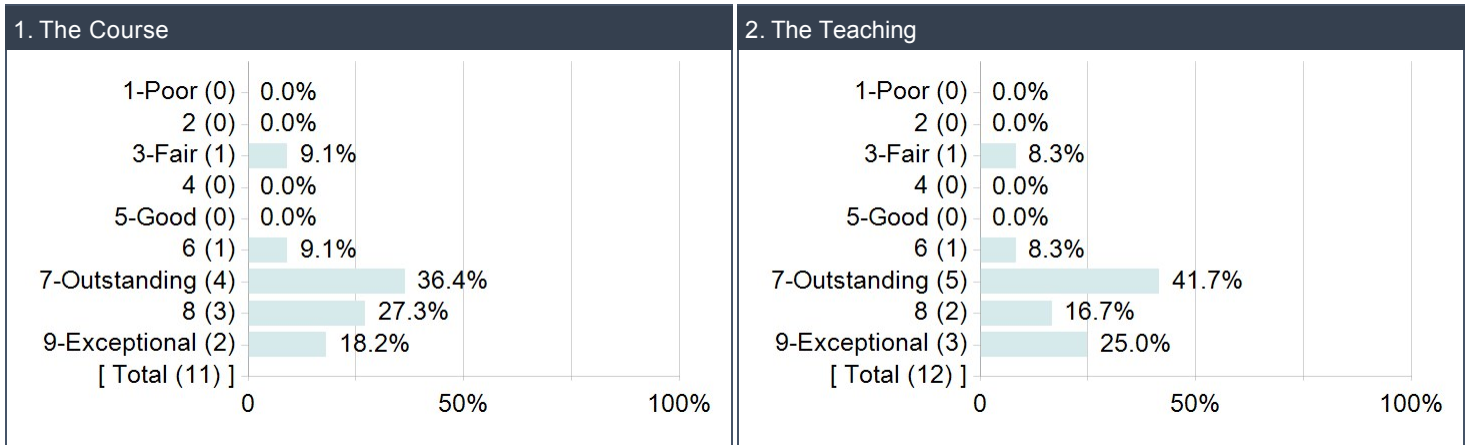 1. The Course
1-Poor (0) 0.0%
2 (0) 0.0%
3-Fair (1) 9.1%
4 (0) 0.0%
5-Good (0) 0.0%
6 (1) 9.1%
7-Outstanding (4) 36.4%
8 (3) 27.3%
9-Exceptional (2) 18.2%
[ Total (11) ]
0 50% 100%
2. The Teaching
1-Poor (0) 0.0%
2 (0) 0.0%
3-Fair (1) 8.3%
4 (0) 0.0%
5-Good (0) 0.0%
6 (1) 8.3%
7-Outstanding (5) 41.7%
8 (2) 16.7%
9-Exceptional (3) 25.0%
[ Total (12) ]
0 50% 100%